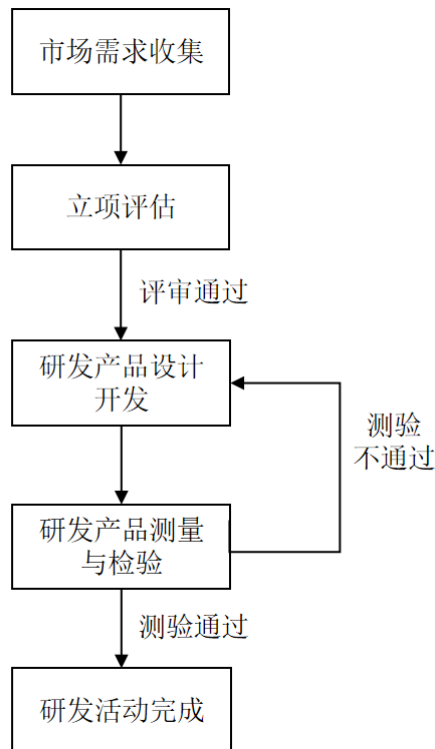 市场需求收集
立项评估
评审通过
研发产品设计
开发
测验
不通过
研发产品测量
与检验
测验通过
研发活动完成